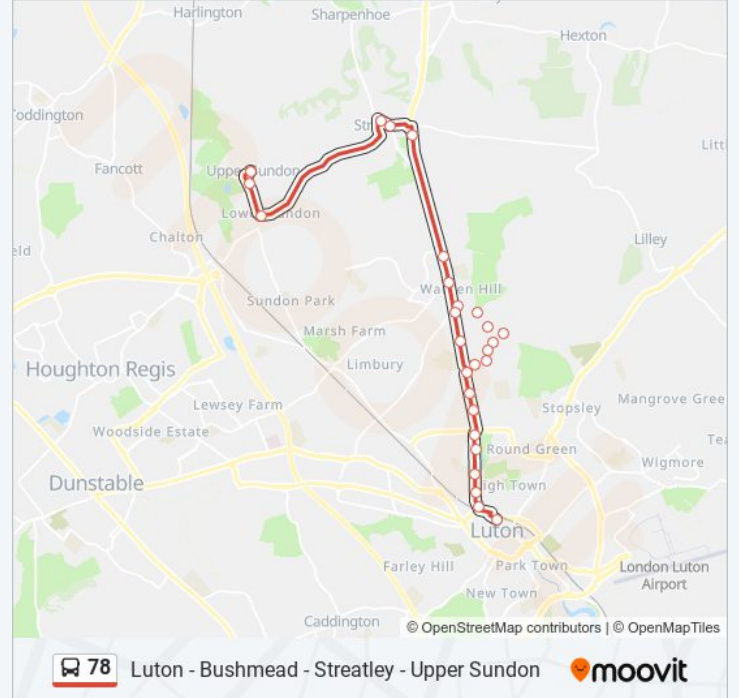 Harlington
Sharpenhoe
Hexton
Toddington
Str
Fancott
Upper Sundon
Lower Sundon
Chalton
Lilley
Sundon Park
Warden Hill
Marsh Farm
Limbury
Houghton Regis
Lewsey Farm
Stopsley
Mangrove Gree
Woodside Estate
Round Green
Wigmore
Dunstable
High Town
Luton
Farley Hill
Park Town
London Luton
Airport
New Town
Caddington
© OpenStreetMap contributors | © OpenMapTiles
78 Luton - Bushmead - Streatley - Upper Sundon
moovit